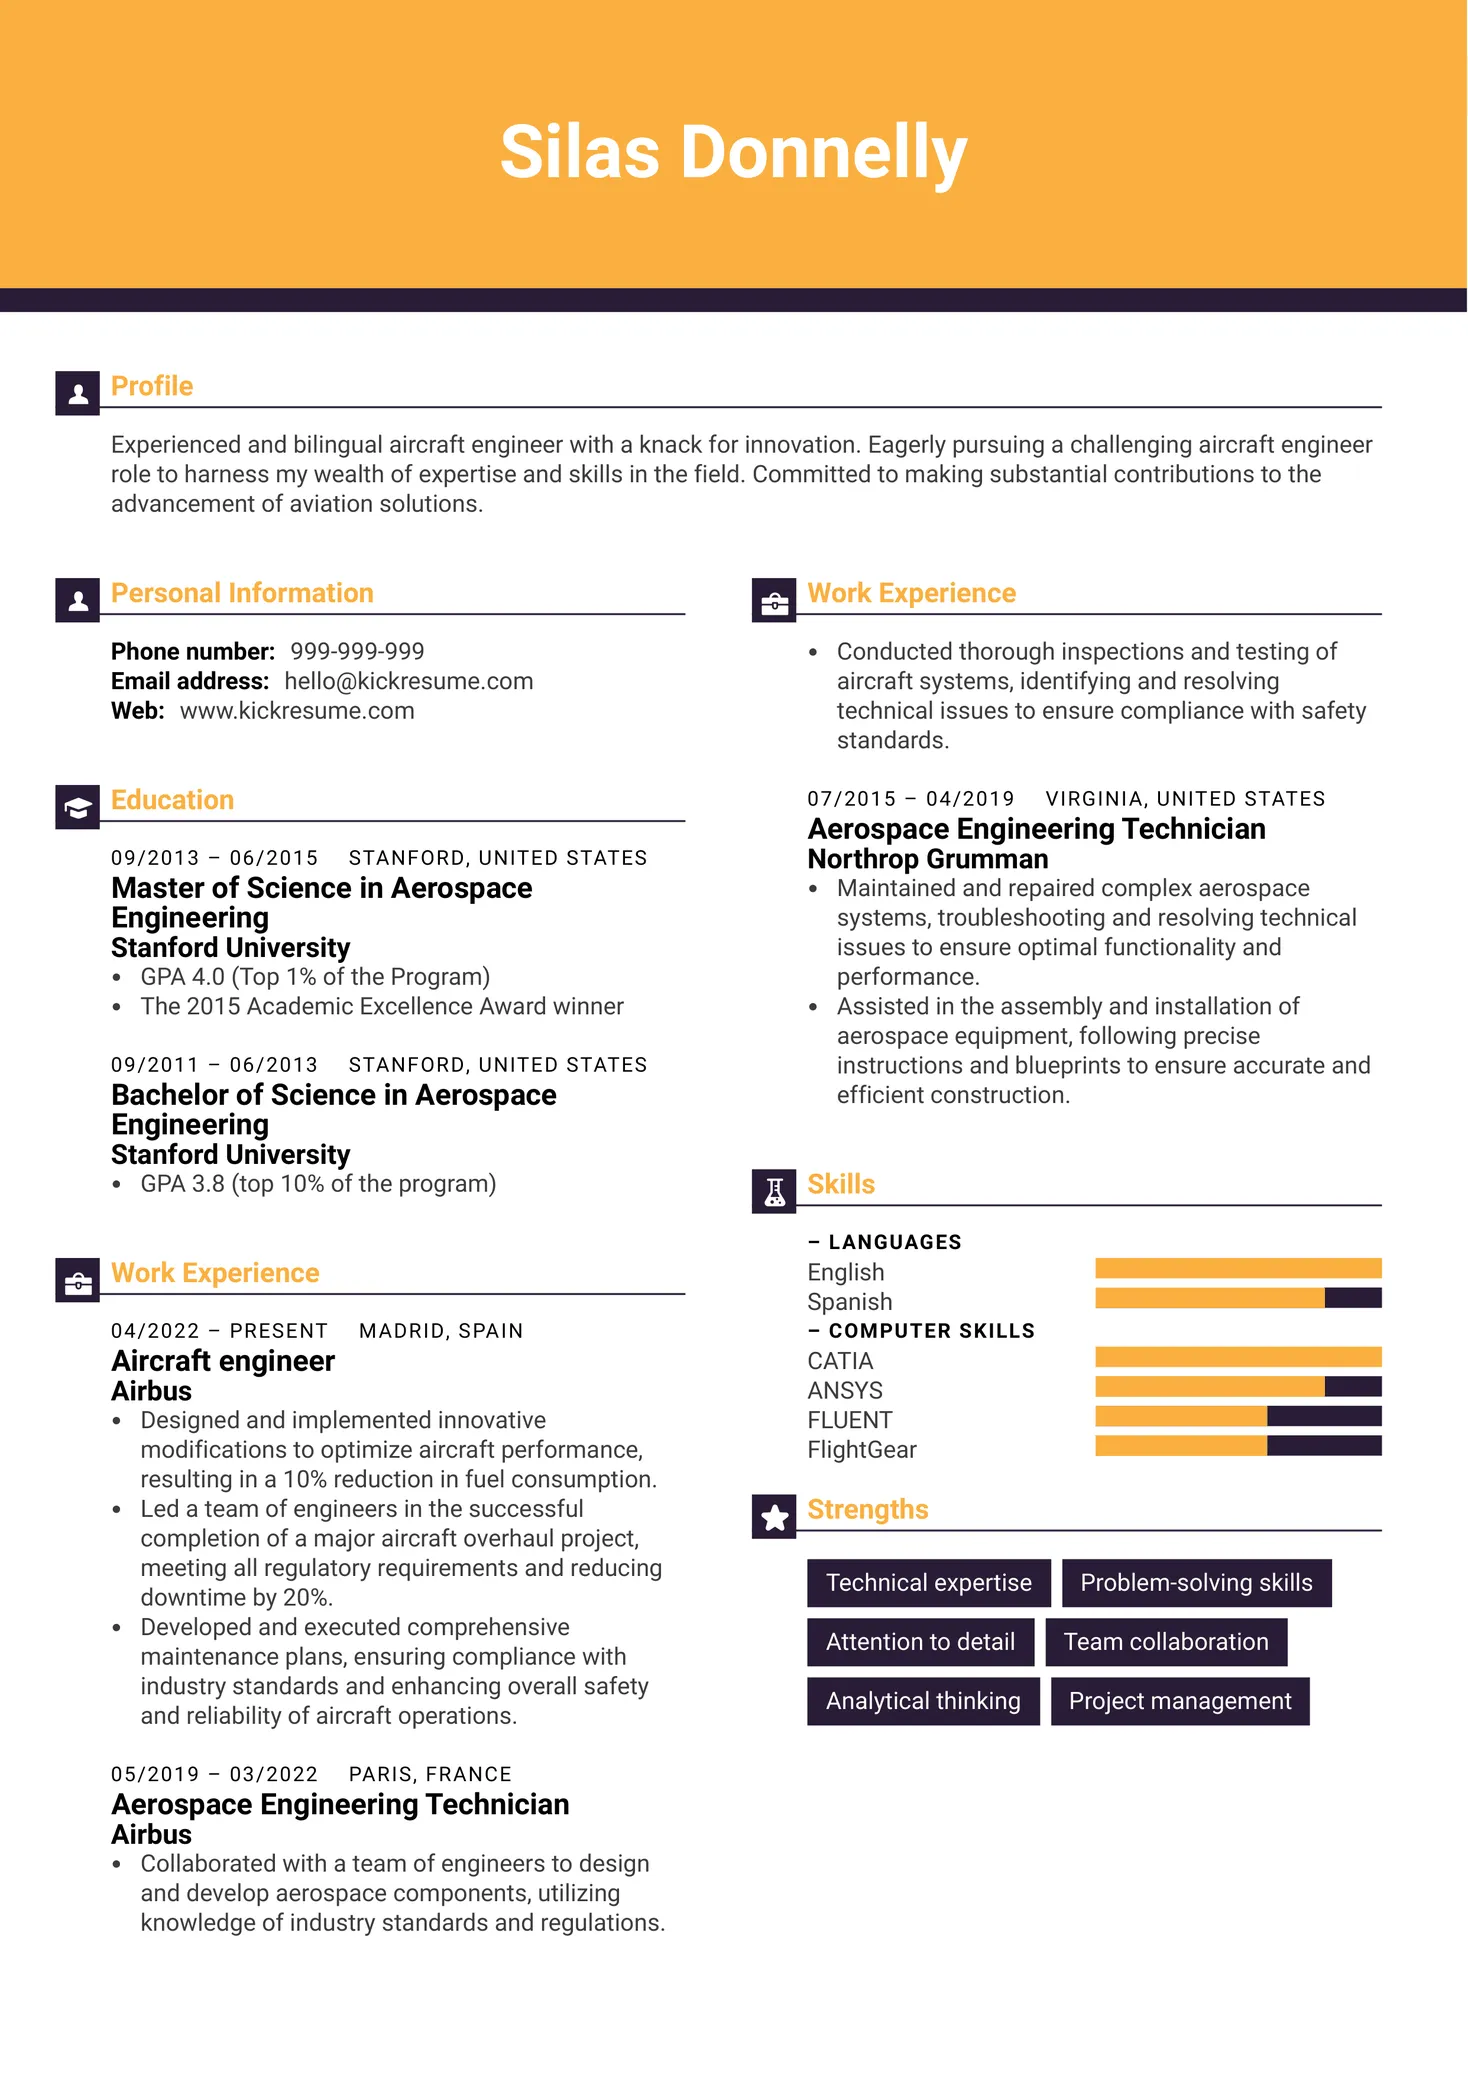 Silas Donnelly
Profile
Experienced and bilingual aircraft engineer with a knack for innovation. Eagerly pursuing a challenging aircraft engineer
role to harness my wealth of expertise and skills in the field. Committed to making substantial contributions to the
advancement of aviation solutions.
Personal Information
Phone number: 999-999-999
Email address: hello@kickresume.com
Web: www.kickresume.com
Education
09/2013 – 06/2015 STANFORD, UNITED STATES
Master of Science in Aerospace
Engineering
Stanford University
• GPA 4.0 (Top 1% of the Program)
• The 2015 Academic Excellence Award winner
09/2011 – 06/2013 STANFORD, UNITED STATES
Bachelor of Science in Aerospace
Engineering
Stanford University
• GPA 3.8 (top 10% of the program)
Work Experience
04/2022 – PRESENT MADRID, SPAIN
Aircraft engineer
Airbus
• Designed and implemented innovative
modifications to optimize aircraft performance,
resulting in a 10% reduction in fuel consumption.
• Led a team of engineers in the successful
completion of a major aircraft overhaul project,
meeting all regulatory requirements and reducing
downtime by 20%.
• Developed and executed comprehensive
maintenance plans, ensuring compliance with
industry standards and enhancing overall safety
and reliability of aircraft operations.
05/2019 – 03/2022 PARIS, FRANCE
Aerospace Engineering Technician
Airbus
• Collaborated with a team of engineers to design
and develop aerospace components, utilizing
knowledge of industry standards and regulations.
Work Experience
• Conducted thorough inspections and testing of
aircraft systems, identifying and resolving
technical issues to ensure compliance with safety
standards.
07/2015 – 04/2019 VIRGINIA, UNITED STATES
Aerospace Engineering Technician
Northrop Grumman
• Maintained and repaired complex aerospace
systems, troubleshooting and resolving technical
issues to ensure optimal functionality and
performance.
• Assisted in the assembly and installation of
aerospace equipment, following precise
instructions and blueprints to ensure accurate and
efficient construction.
Skills
– LANGUAGES
English
Spanish
– COMPUTER SKILLS
CATIA
ANSYS
FLUENT
FlightGear
Strengths
Technical expertise Problem-solving skills
Attention to detail Team collaboration
Analytical thinking Project management